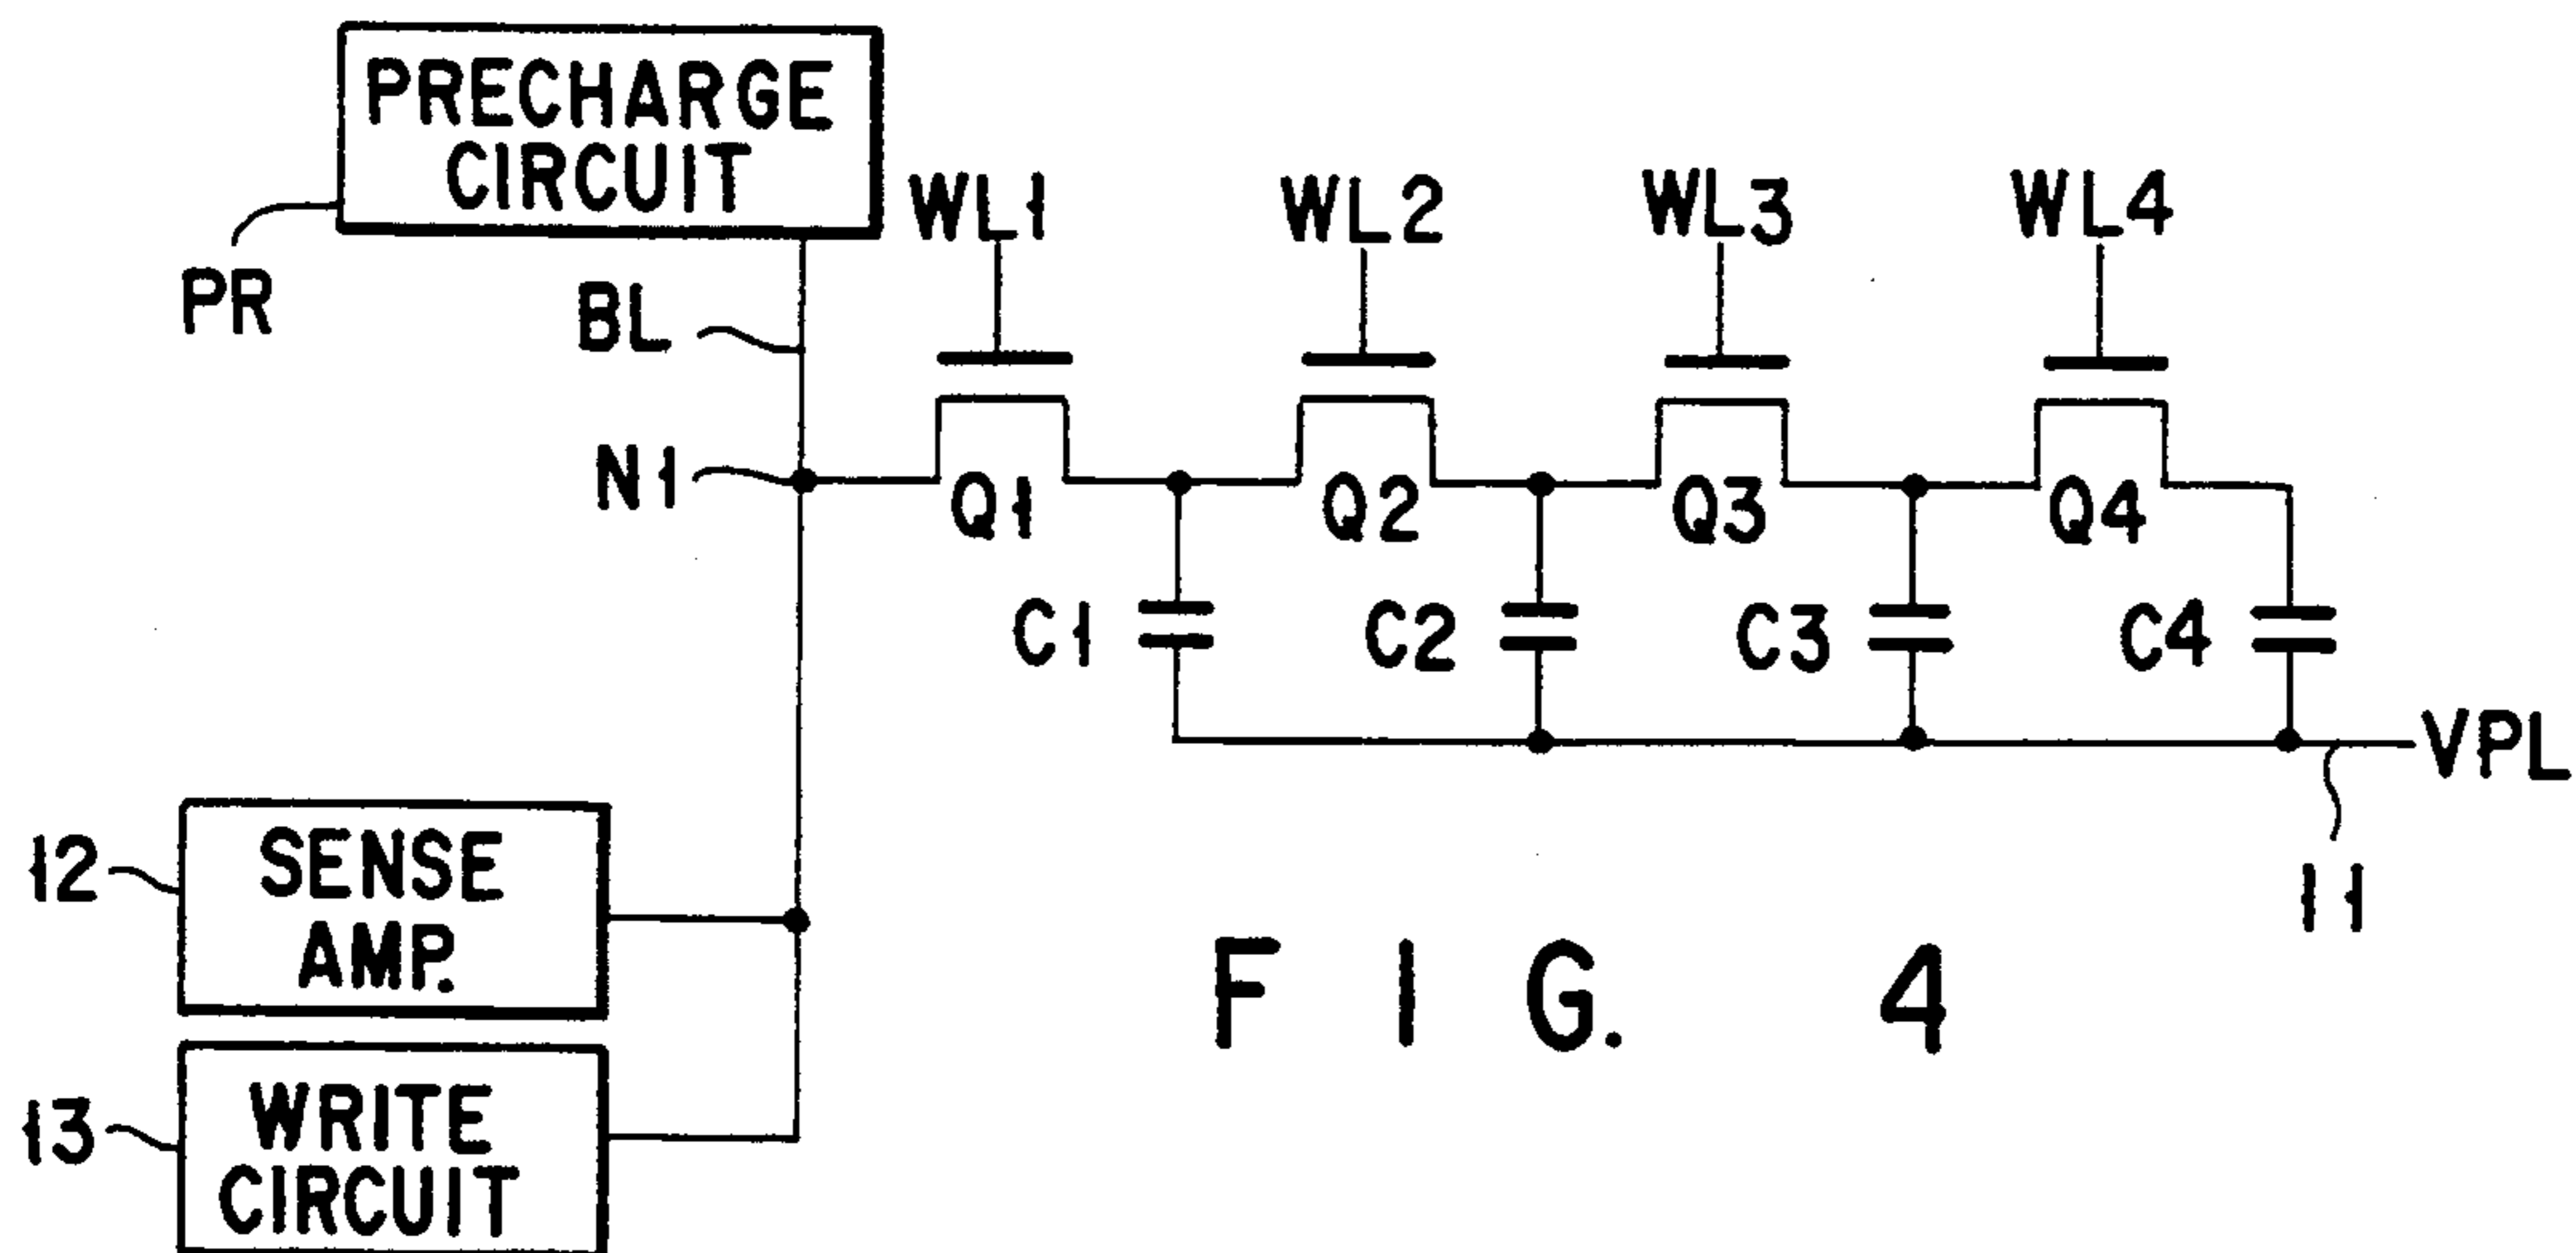 PRECHARGE
CIRCUIT
PR
BL
N1
WL1
WL2
WL3
WL4
Q1
Q2
Q3
Q4
C1
C2
C3
C4
VPL
11
12
SENSE
AMP.
13
WRITE
CIRCUIT
FIG. 4